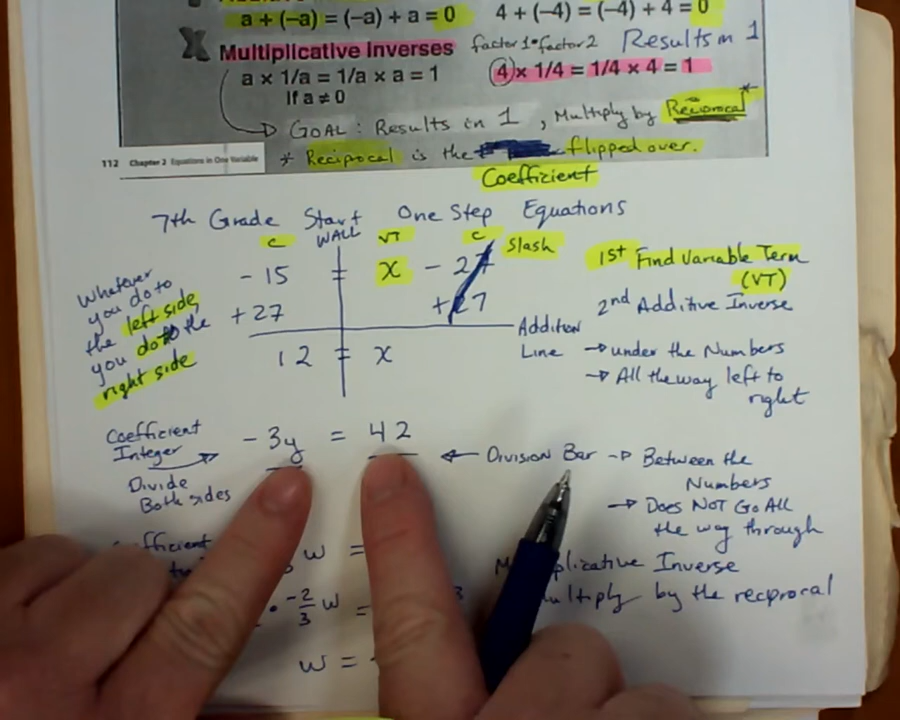 a + (–a) = (–a) + a = 0
4 + (–4) = (–4) + 4 = 0
Multiplicative Inverses factor 1 • factor 2 Results in 1
a × 1/a = 1/a × a = 1
4 × 1/4 = 1/4 × 4 = 1
If a ≠ 0
GOAL: Results in 1, Multiply by Reciprocal *
* Reciprocal is the flipped over.
112 Chapter 2 Equations in One Variable
Coefficient
7th Grade Start One Step Equations
C WALL VT C Slash
- 15 = x - 27
+ 27 + 27
12 = x
Whatever
you do to
the left side,
you do to the
right side
Addition
Line
1st Find Variable Term
(VT)
2nd Additive Inverse
→ under the Numbers
→ All the way left to
right
Coefficient
Integer
Divide
Both sides
- 3y = 42
← Division Bar → Between the
Numbers
→ Does NOT Go All
the way through
w =
Inverse
• -2/3 w =
by the reciprocal
w = -